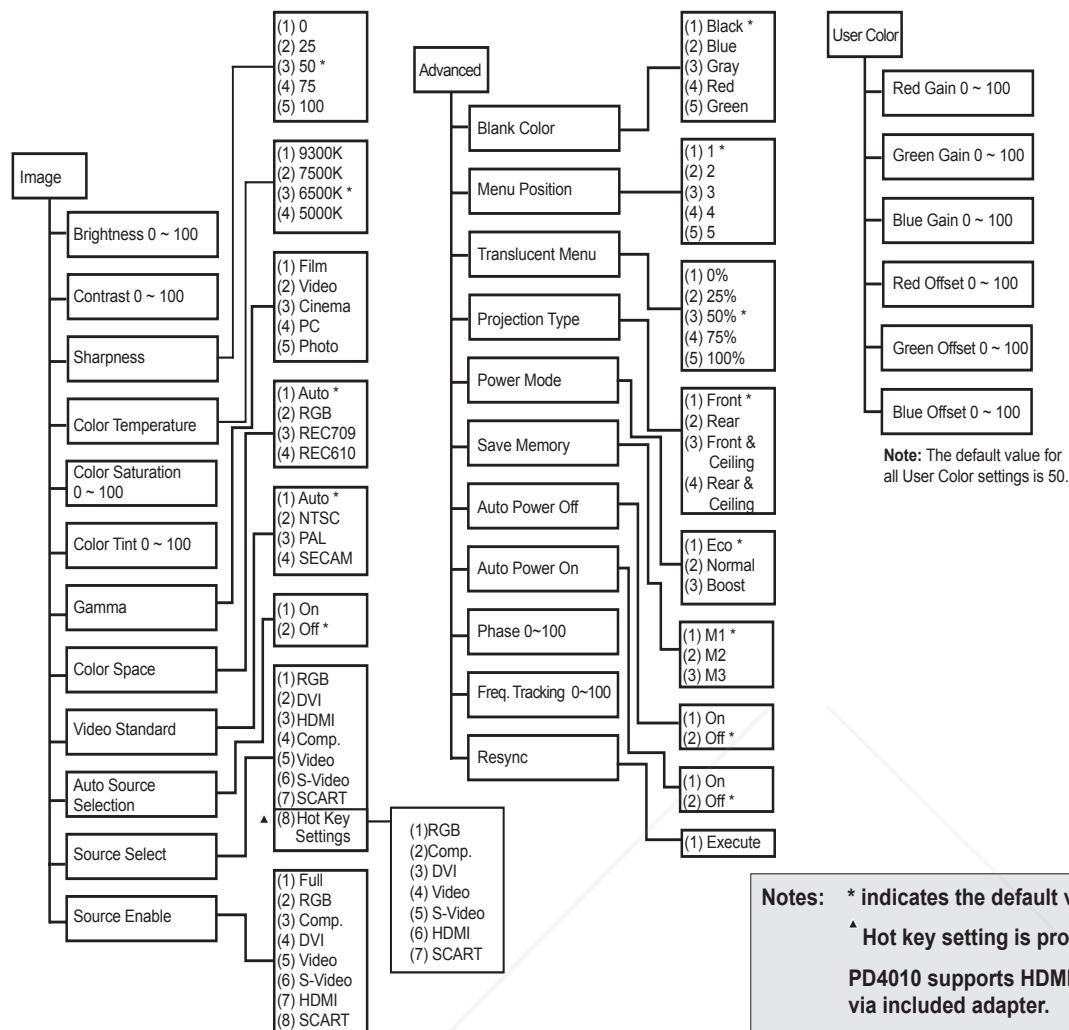 Image
Brightness 0 ~ 100
Contrast 0 ~ 100
Sharpness
Color Temperature
Color Saturation
0 ~ 100
Color Tint 0 ~ 100
Gamma
Color Space
Video Standard
Auto Source
Selection
Source Select
Source Enable
(1) 0
(2) 25
(3) 50 *
(4) 75
(5) 100
(1) 9300K
(2) 7500K
(3) 6500K *
(4) 5000K
(1) Film
(2) Video
(3) Cinema
(4) PC
(5) Photo
(1) Auto *
(2) RGB
(3) REC709
(4) REC610
(1) Auto *
(2) NTSC
(3) PAL
(4) SECAM
(1) On
(2) Off *
(1)RGB
(2)DVI
(3)HDMI
(4)Comp.
(5)Video
(6)S-Video
(7)SCART
▲ (8)Hot Key
Settings
(1)RGB
(2)Comp.
(3) DVI
(4) Video
(5) S-Video
(6) HDMI
(7) SCART
(1) Full
(2) RGB
(3) Comp.
(4) DVI
(5) Video
(6) S-Video
(7) HDMI
(8) SCART
Advanced
Blank Color
Menu Position
Translucent Menu
Projection Type
Power Mode
Save Memory
Auto Power Off
Auto Power On
Phase 0~100
Freq. Tracking 0~100
Resync
(1) Black *
(2) Blue
(3) Gray
(4) Red
(5) Green
(1) 1 *
(2) 2
(3) 3
(4) 4
(5) 5
(1) 0%
(2) 25%
(3) 50% *
(4) 75%
(5) 100%
(1) Front *
(2) Rear
(3) Front &
Ceiling
(4) Rear &
Ceiling
(1) Eco *
(2) Normal
(3) Boost
(1) M1 *
(2) M2
(3) M3
(1) On
(2) Off *
(1) On
(2) Off *
(1) Execute
User Color
Red Gain 0 ~ 100
Green Gain 0 ~ 100
Blue Gain 0 ~ 100
Red Offset 0 ~ 100
Green Offset 0 ~ 100
Blue Offset 0 ~ 100
Note: The default value for
all User Color settings is 50.
Notes: * indicates the default
▲ Hot key setting is
PD4010 supports HDMI
via included adapter.